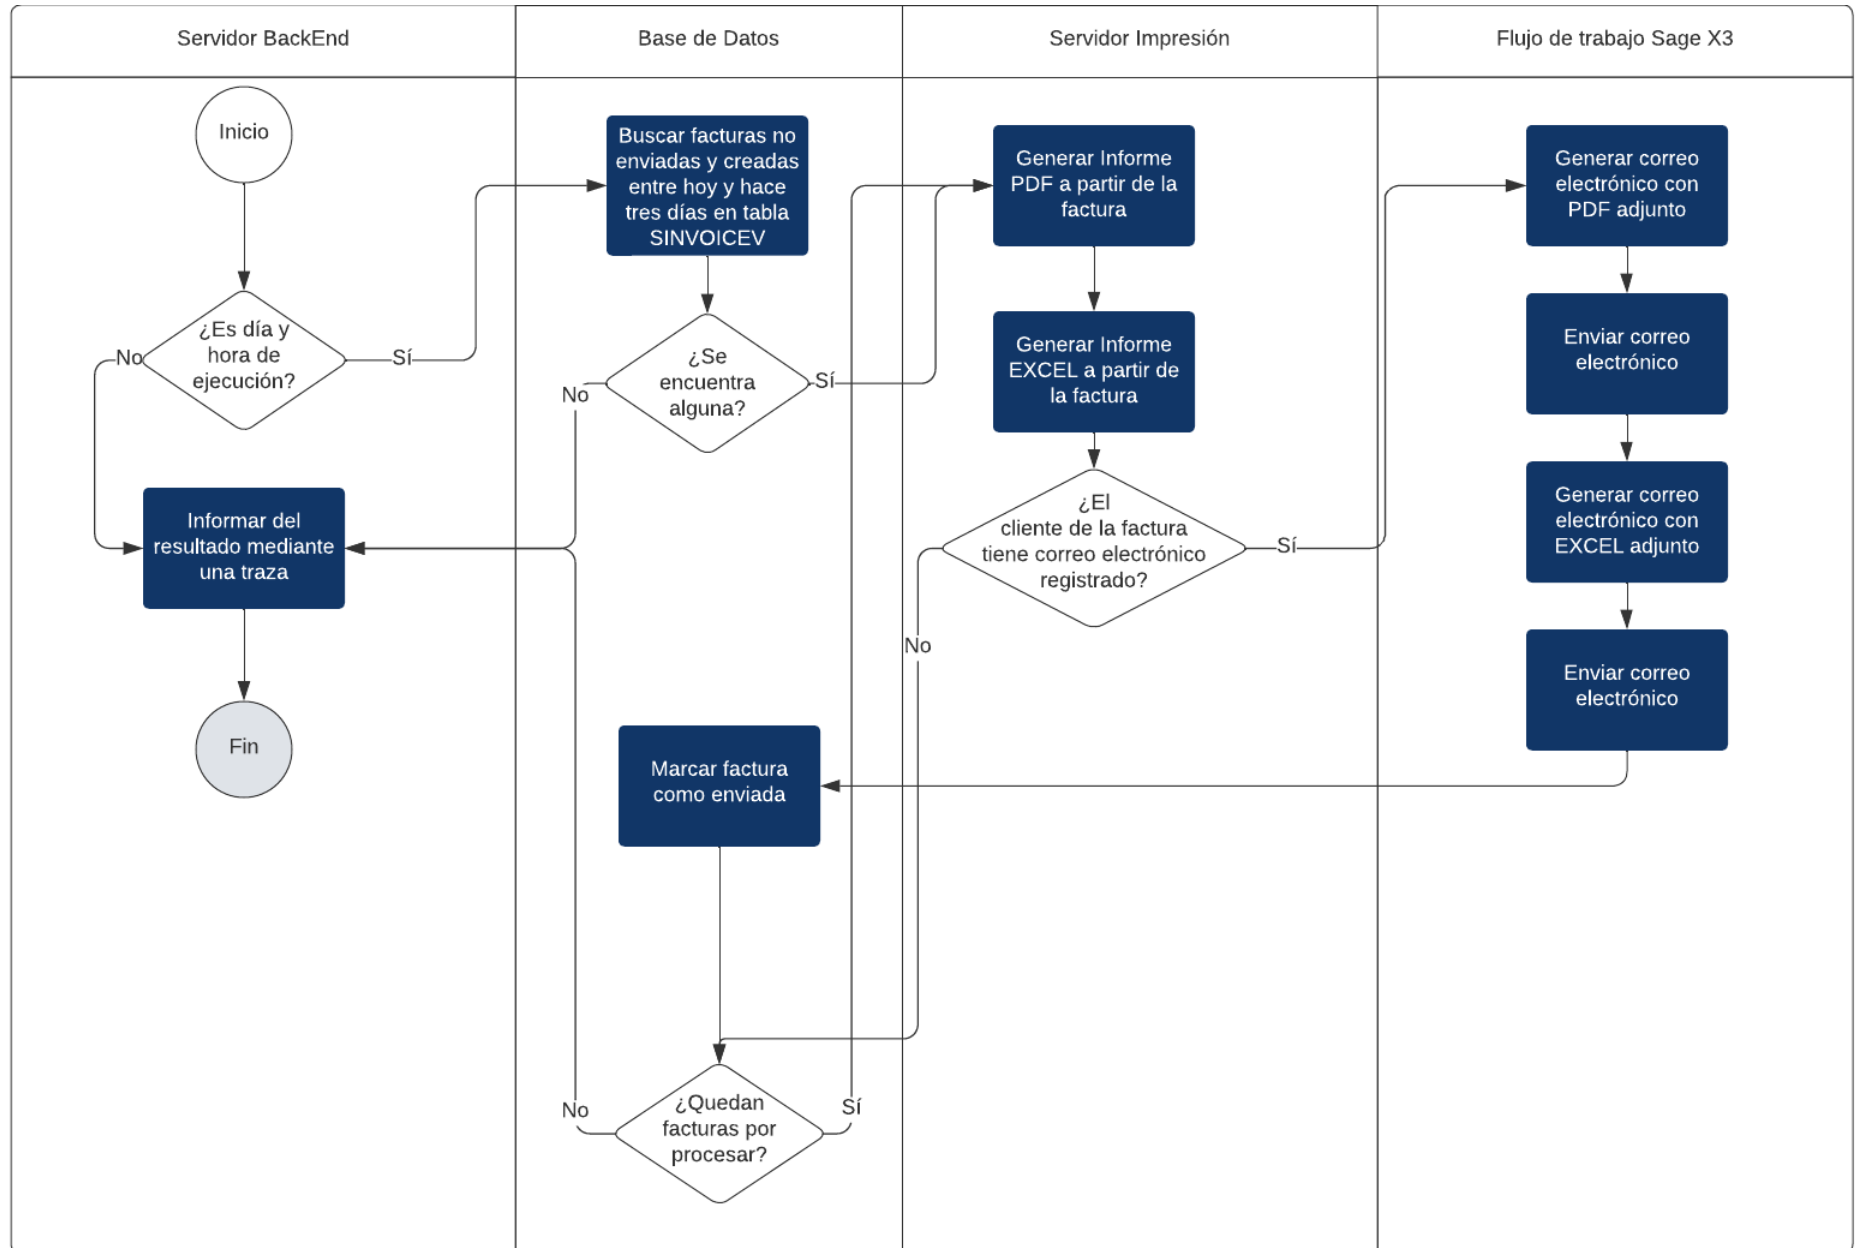 Servidor BackEnd
Base de Datos
Servidor Impresión
Flujo de trabajo Sage X3
Inicio
¿Es día y
hora de
ejecución?
No
Sí
Informar del
resultado mediante
una traza
Fin
Buscar facturas no
enviadas y creadas
entre hoy y hace
tres días en tabla
SINVOICEV
¿Se
encuentra
alguna?
No
Sí
Marcar factura
como enviada
¿Quedan
facturas por
procesar?
No
Sí
Generar Informe
PDF a partir de la
factura
Generar Informe
EXCEL a partir de
la factura
¿El
cliente de la factura
tiene correo electrónico
registrado?
No
Sí
Generar correo
electrónico con
PDF adjunto
Enviar correo
electrónico
Generar correo
electrónico con
EXCEL adjunto
Enviar correo
electrónico